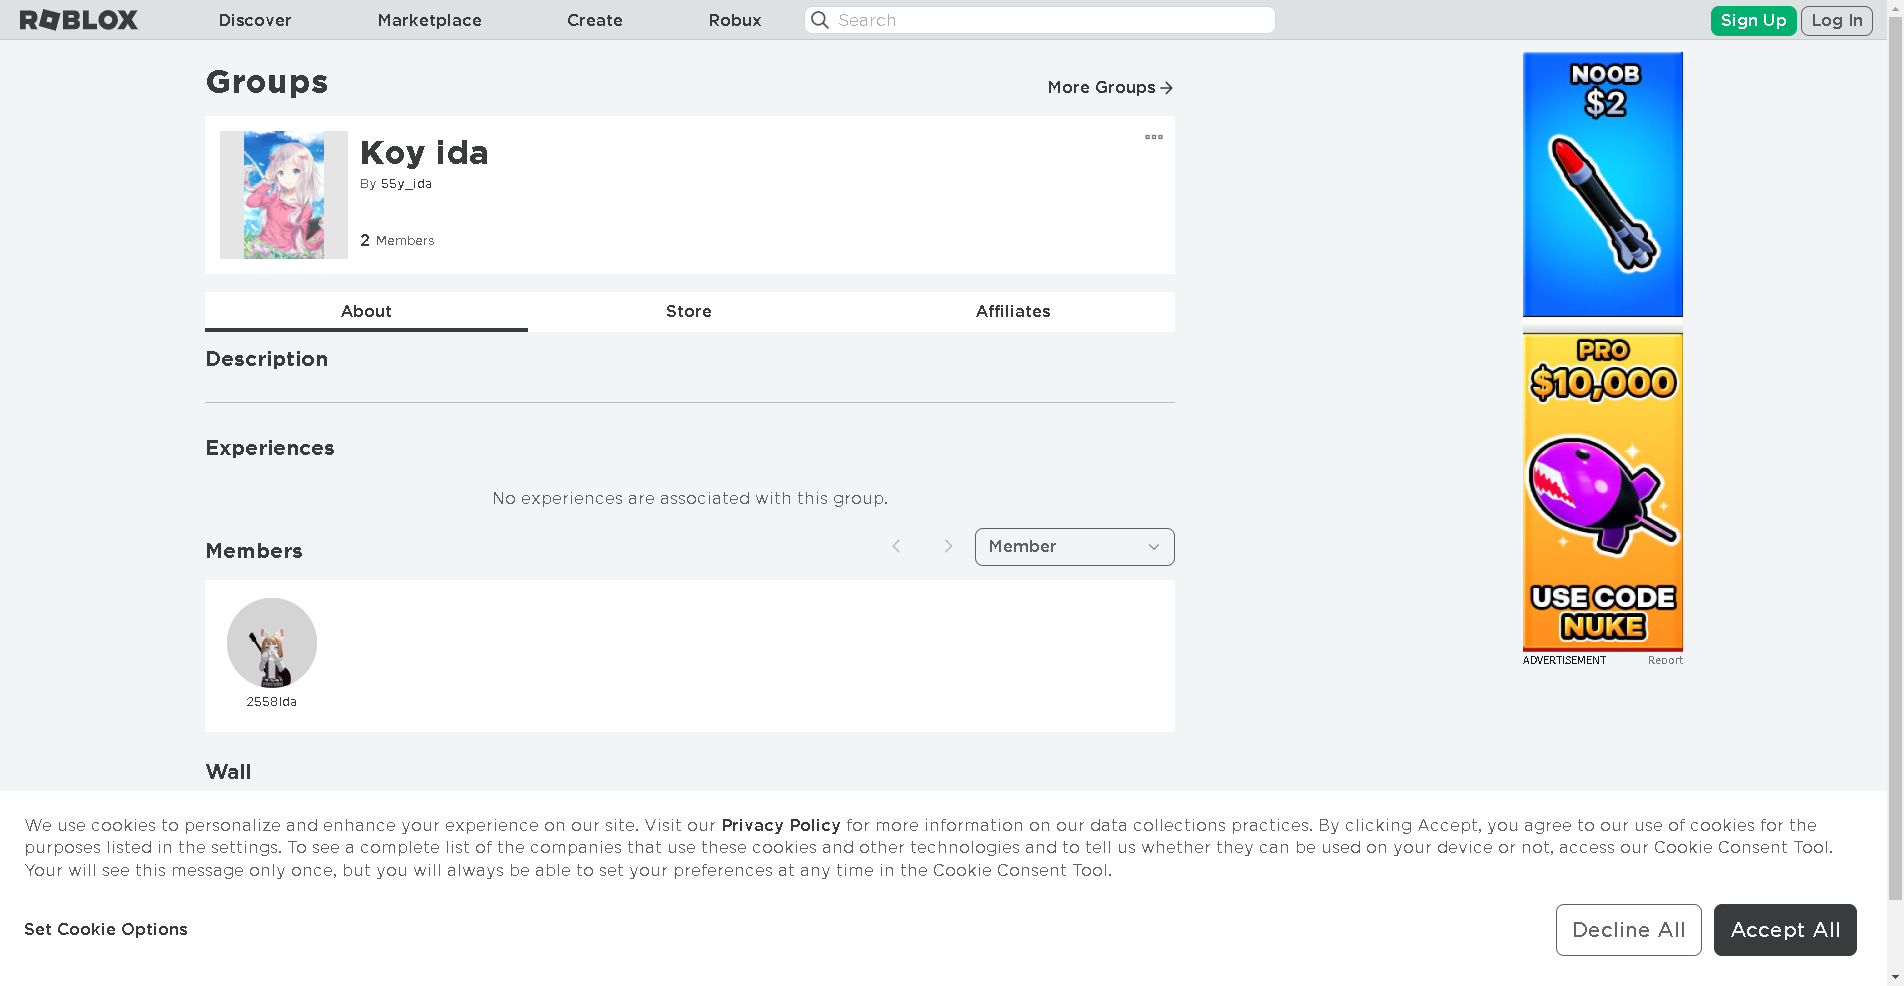 ROBLOX
Discover
Marketplace
Create
Robux
Search
Sign Up
Log In
Groups
More Groups
Koy ida
By 55y_ida
2 Members
About
Store
Affiliates
Description
Experiences
No experiences are associated with this group.
Members
Member
2558Ida
Wall
NOOB
$2
PRO
$10,000
USE CODE
NUKE
ADVERTISEMENT
Report
We use cookies to personalize and enhance your experience on our site. Visit our Privacy Policy for more information on our data collections practices. By clicking Accept, you agree to our use of cookies for the
purposes listed in the settings. To see a complete list of the companies that use these cookies and other technologies and to tell us whether they can be used on your device or not, access our Cookie Consent Tool.
Your will see this message only once, but you will always be able to set your preferences at any time in the Cookie Consent Tool.
Set Cookie Options
Decline All
Accept All